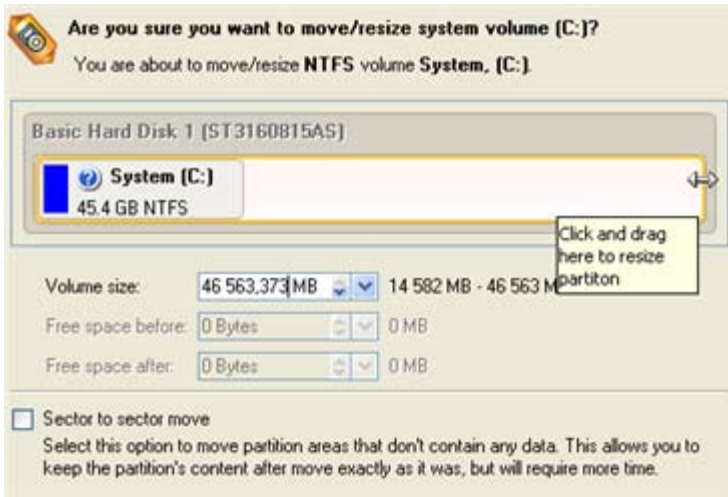 Are you sure you want to move/resize system volume (C:)?
You are about to move/resize NTFS volume System, (C:).
Basic Hard Disk 1 (ST3160815AS)
System (C:)
45.4 GB NTFS
Click and drag
here to resize
partiton
Volume size: 46 563,373 MB 14 582 MB - 46 563 M
Free space before: 0 Bytes 0 MB
Free space after: 0 Bytes 0 MB
Sector to sector move
Select this option to move partition areas that don't contain any data. This allows you to
keep the partition's content after move exactly as it was, but will require more time.